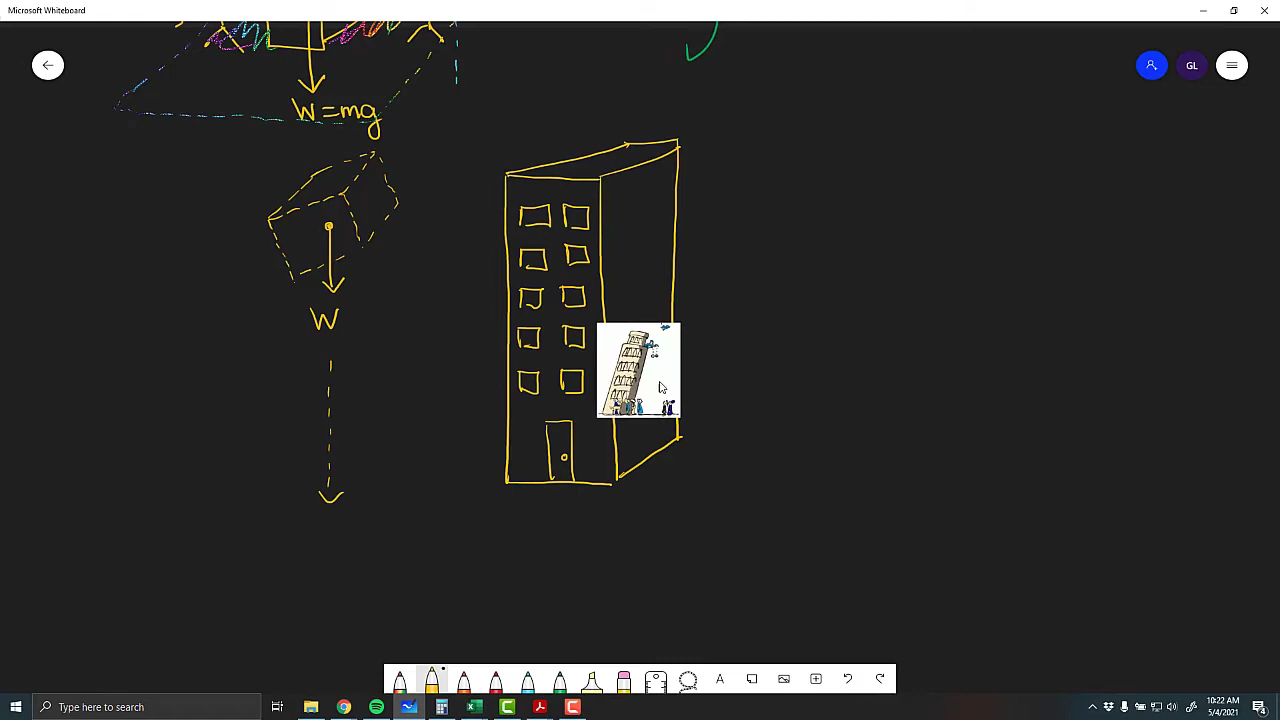 Microsoft Whiteboard
GL
W=mg
W
A
Type here to search
10:22 AM
5/4/2021